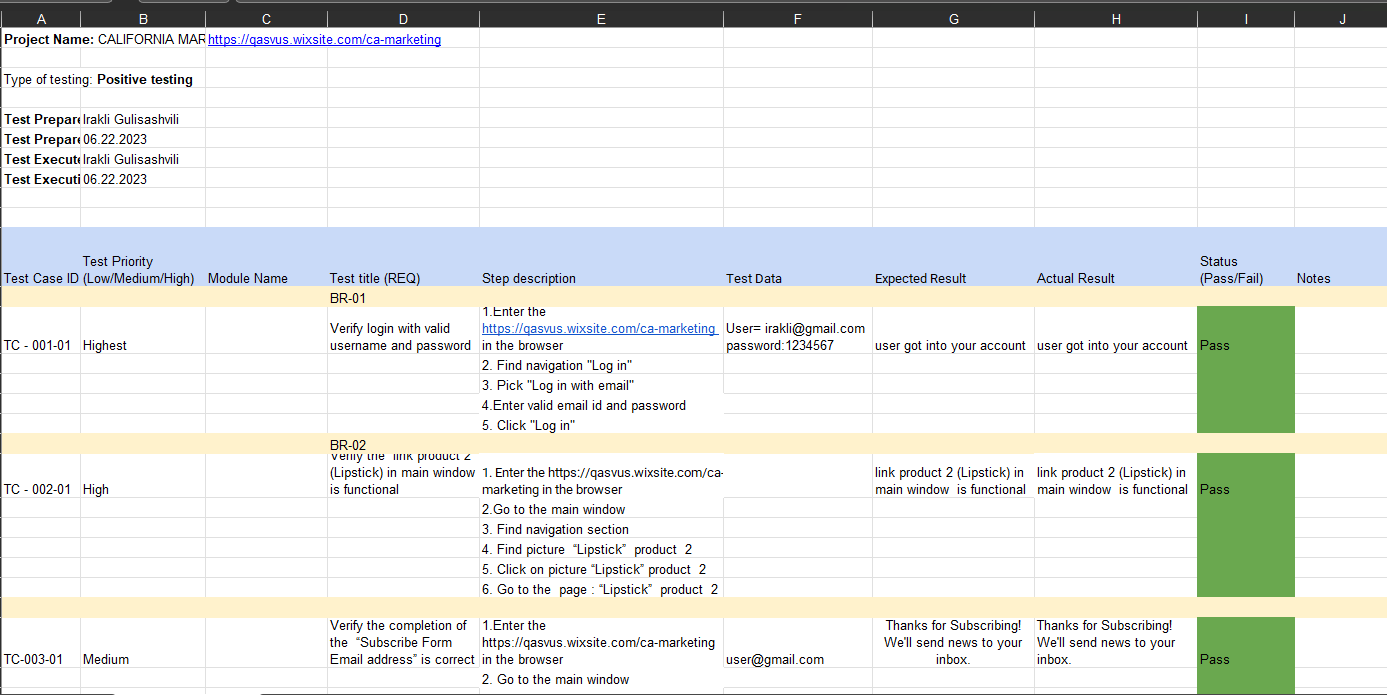 A B C D E F G H I J
Project Name: CALIFORNIA MAR https://qasvus.wixsite.com/ca-marketing
Type of testing: Positive testing
Test Prepare Irakli Gulisashvili
Test Prepare 06.22.2023
Test Execute Irakli Gulisashvili
Test Executi 06.22.2023
Test Case ID
Test Priority
(Low/Medium/High)
Module Name
Test title (REQ)
Step description
Test Data
Expected Result
Actual Result
Status
(Pass/Fail)
Notes
BR-01
TC - 001-01
Highest
Verify login with valid
username and password
1.Enter the
https://qasvus.wixsite.com/ca-marketing
in the browser
User= irakli@gmail.com
password:1234567
user got into your account
user got into your account
Pass
2. Find navigation "Log in"
3. Pick "Log in with email"
4.Enter valid email id and password
5. Click "Log in"
BR-02
TC - 002-01
High
Verify the "link product 2
(Lipstick) in main window
is functional
1. Enter the https://qasvus.wixsite.com/ca-
marketing in the browser
link product 2 (Lipstick) in
main window is functional
link product 2 (Lipstick) in
main window is functional
Pass
2.Go to the main window
3. Find navigation section
4. Find picture “Lipstick” product 2
5. Click on picture “Lipstick” product 2
6. Go to the page : “Lipstick” product 2
TC-003-01
Medium
Verify the completion of
the “Subscribe Form
Email address” is correct
1.Enter the
https://qasvus.wixsite.com/ca-marketing
in the browser
user@gmail.com
Thanks for Subscribing!
We'll send news to your
inbox.
Thanks for Subscribing!
We'll send news to your
inbox.
Pass
2. Go to the main window